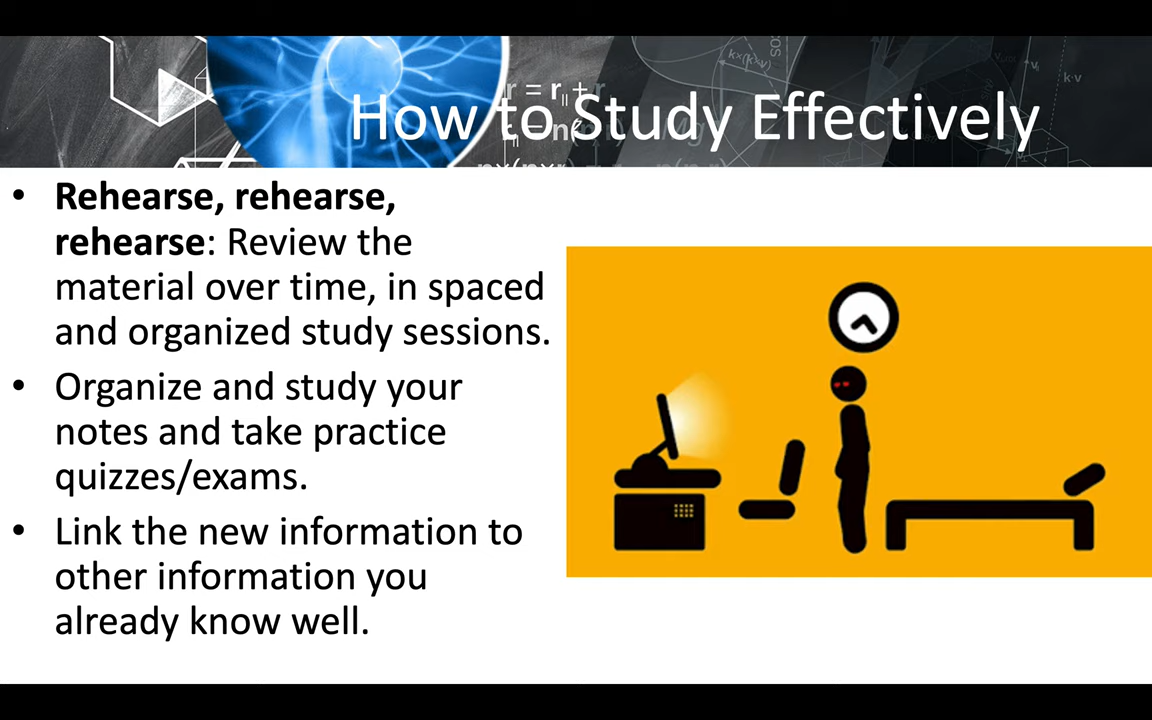 How to Study Effectively
• Rehearse, rehearse,
rehearse: Review the
material over time, in spaced
and organized study sessions.
• Organize and study your
notes and take practice
quizzes/exams.
• Link the new information to
other information you
already know well.